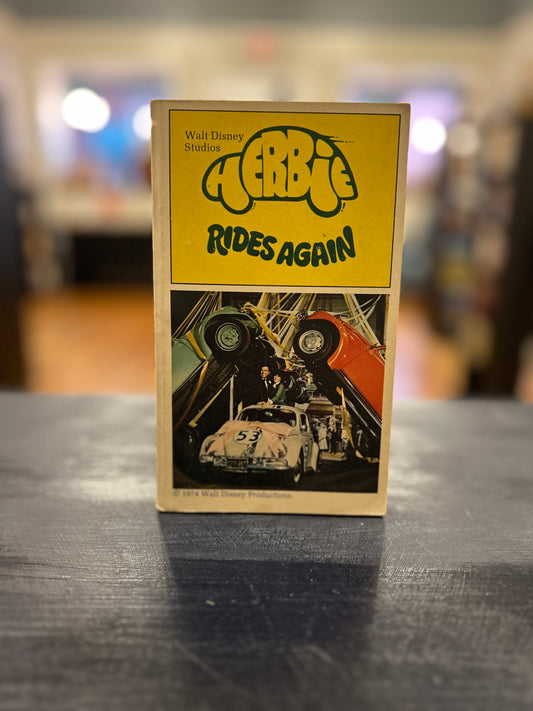 Walt Disney
Studios
HERBIE
RIDES AGAIN
53
© 1974 Walt Disney Productions.